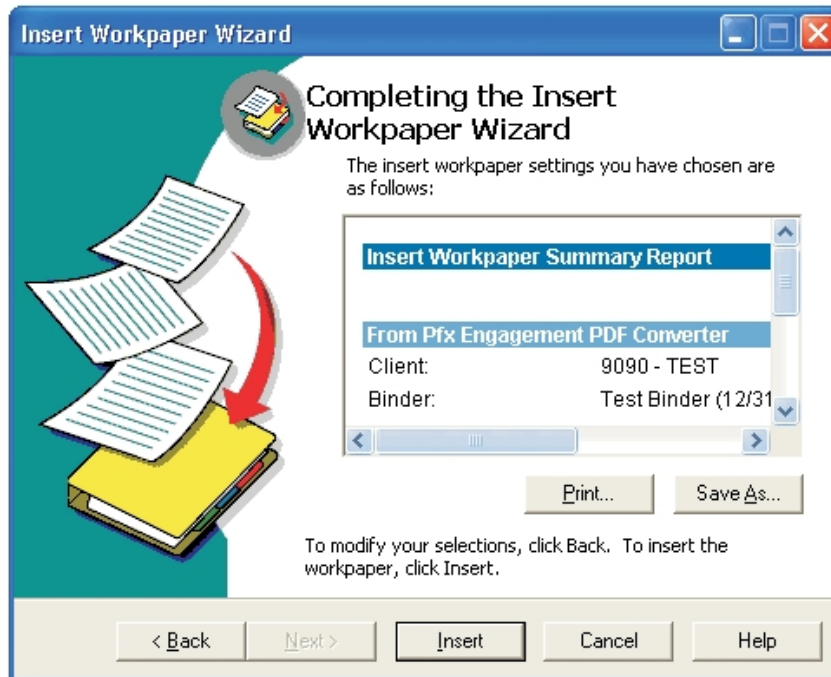 Insert Workpaper Wizard
Completing the Insert
Workpaper Wizard
The insert workpaper settings you have chosen are
as follows:
Insert Workpaper Summary Report
From Pfx Engagement PDF Converter
Client: 9090 - TEST
Binder: Test Binder (12/31
Print... Save As...
To modify your selections, click Back. To insert the
workpaper, click Insert.
< Back Next > Insert Cancel Help